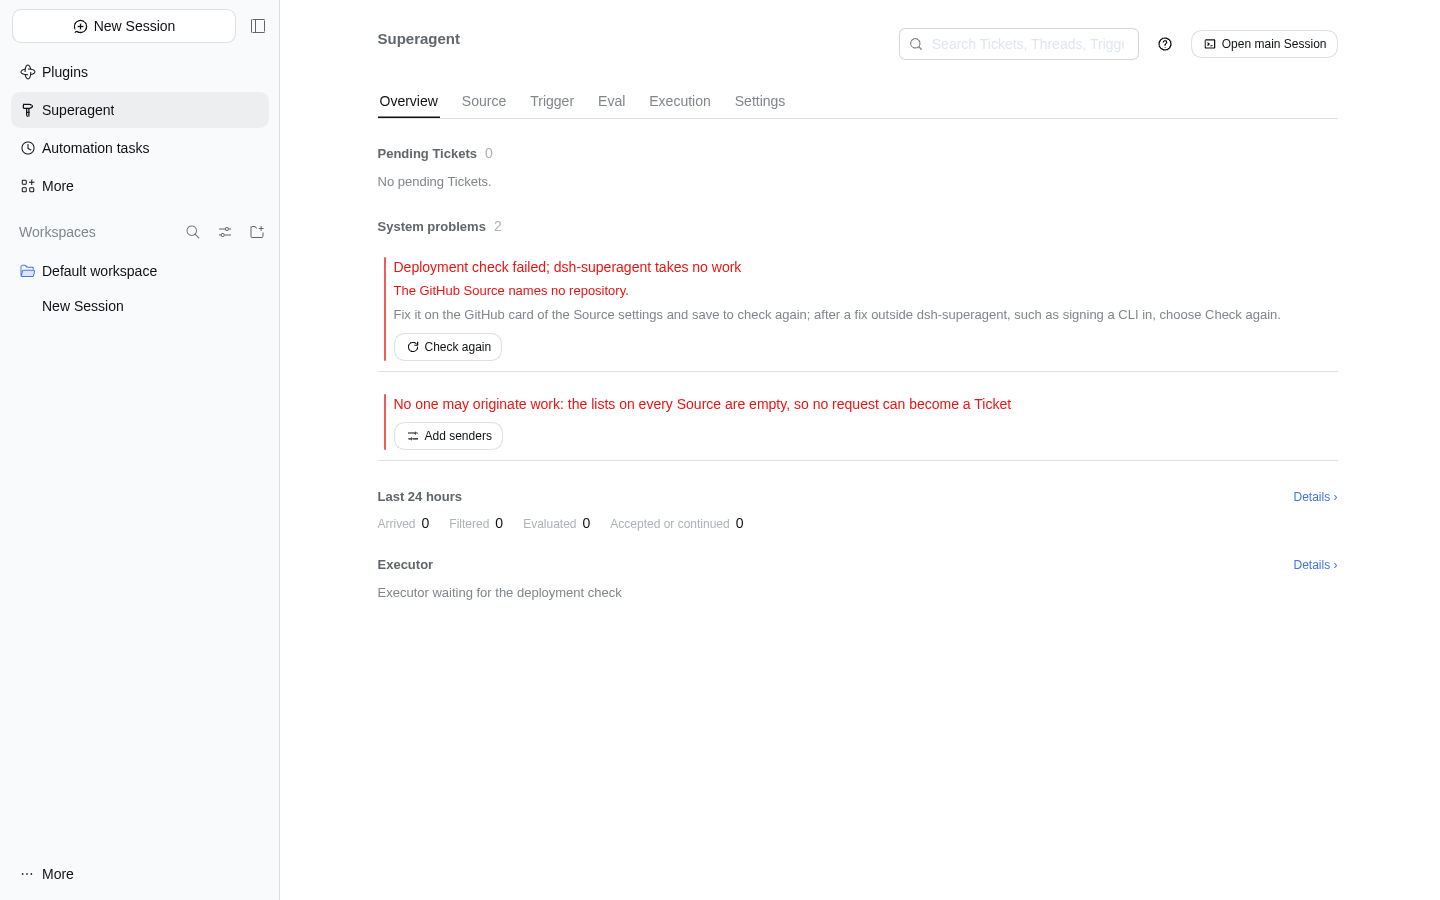 New Session
Plugins
Superagent
Automation tasks
More
Workspaces
Default workspace
New Session
More
Superagent
Search Tickets, Threads, Trigge
Open main Session
Overview
Source
Trigger
Eval
Execution
Settings
Pending Tickets 0
No pending Tickets.
System problems 2
Deployment check failed; dsh-superagent takes no work
The GitHub Source names no repository.
Fix it on the GitHub card of the Source settings and save to check again; after a fix outside dsh-superagent, such as signing a CLI in, choose Check again.
Check again
No one may originate work: the lists on every Source are empty, so no request can become a Ticket
Add senders
Last 24 hours
Details ›
Arrived 0 Filtered 0 Evaluated 0 Accepted or continued 0
Executor
Details ›
Executor waiting for the deployment check